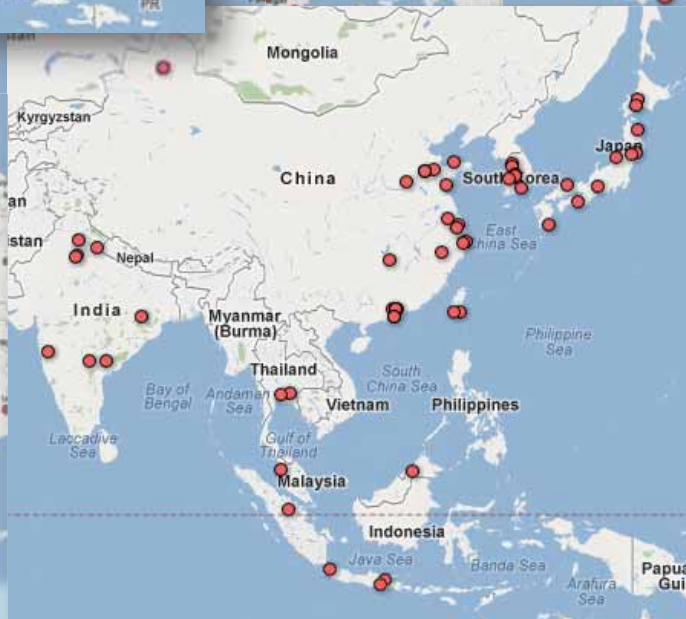 PR
Mongolia
Kyrgyzstan
China
South Korea
Japan
an
stan
Nepal
East
China Sea
India
Myanmar
(Burma)
Philippine
Sea
Thailand
South
China Sea
Bay of
Bengal
Andaman
Sea
Vietnam
Philippines
Laccadive
Sea
Gulf of
Thailand
Malaysia
Indonesia
Java Sea
Banda Sea
Arafura
Sea
Papua
Gui